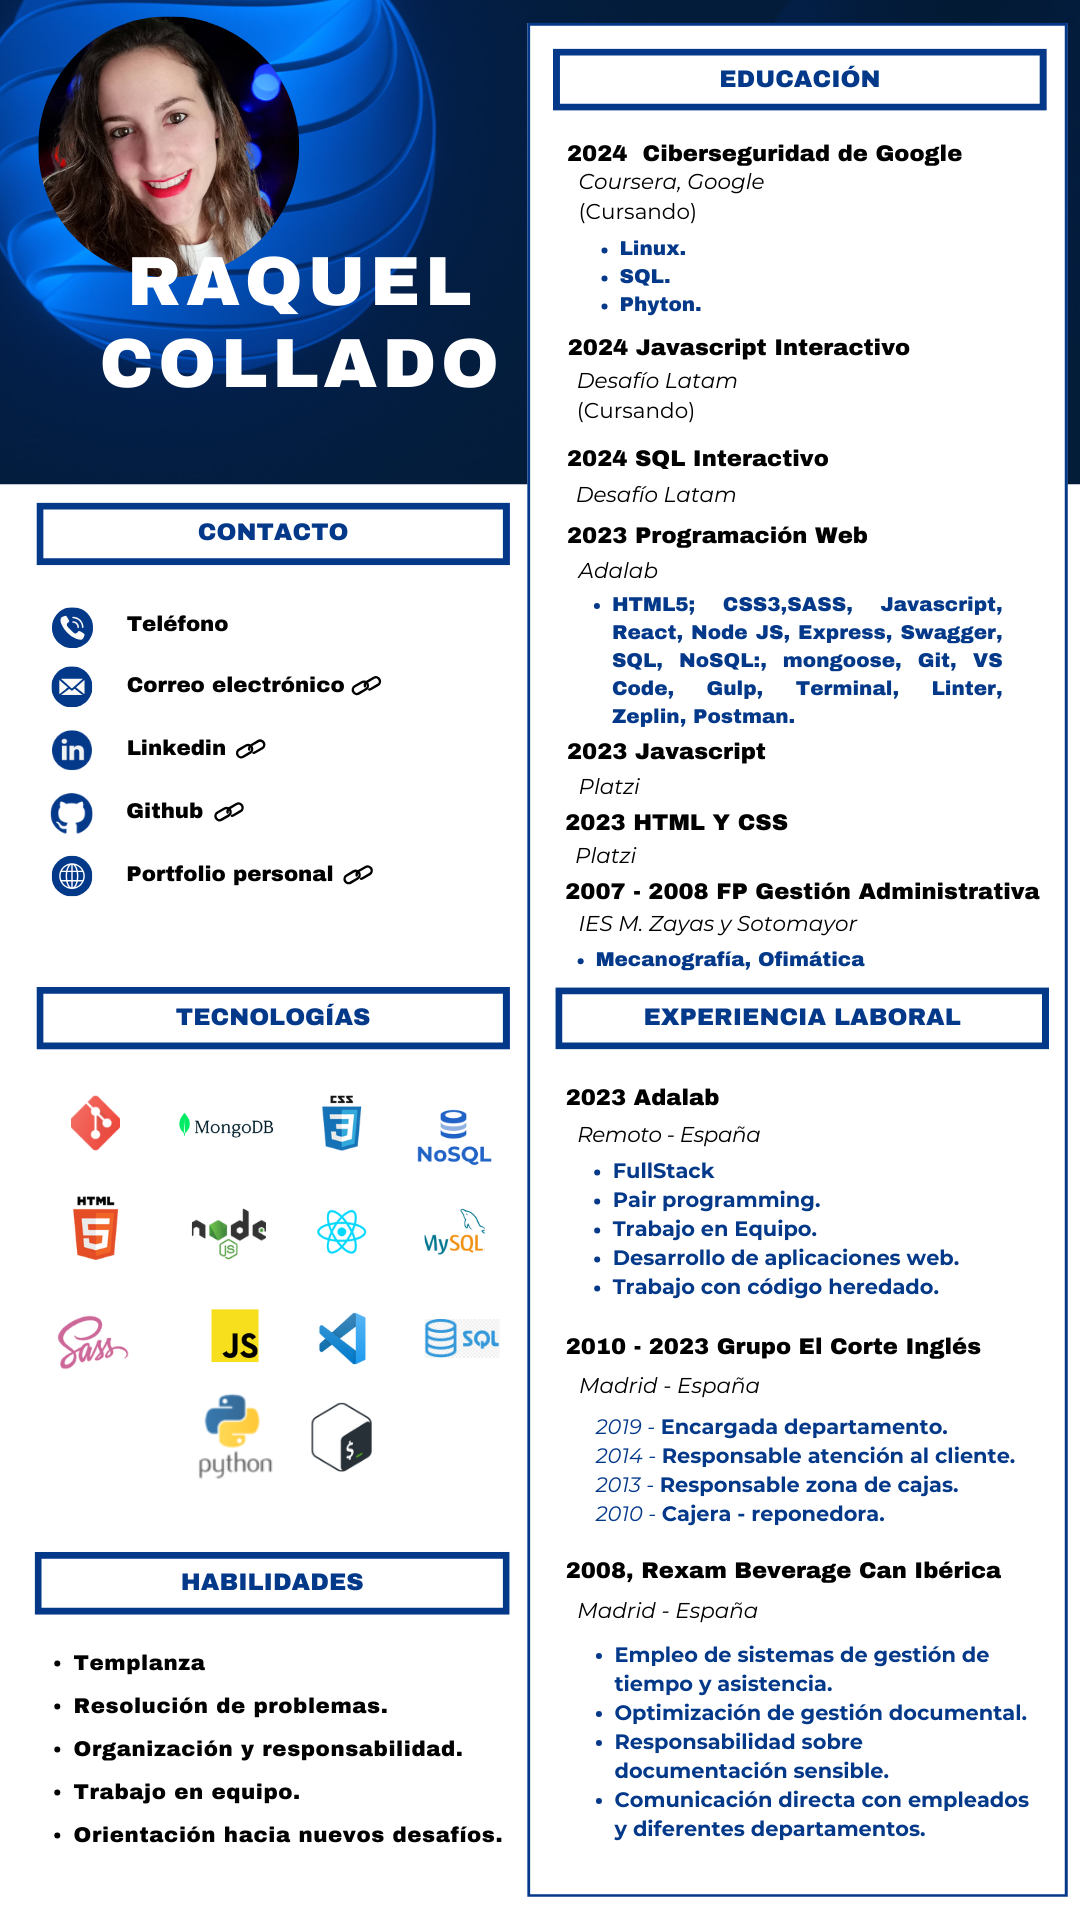 RAQUEL
COLLADO
CONTACTO
Teléfono
Correo electrónico
Linkedin
Github
Portfolio personal
TECNOLOGÍAS
MongoDB
CSS
3
NoSQL
HTML
5
node
JS
MySQL
Sass
JS
SQL
python
$_
HABILIDADES
Templanza
Resolución de problemas.
Organización y responsabilidad.
Trabajo en equipo.
Orientación hacia nuevos desafíos.
EDUCACIÓN
2024 Ciberseguridad de Google
Coursera, Google
(Cursando)
Linux.
SQL.
Phyton.
2024 Javascript Interactivo
Desafío Latam
(Cursando)
2024 SQL Interactivo
Desafío Latam
2023 Programación Web
Adalab
HTML5; CSS3,SASS, Javascript,
React, Node JS, Express, Swagger,
SQL, NoSQL:, mongoose, Git, VS
Code, Gulp, Terminal, Linter,
Zeplin, Postman.
2023 Javascript
Platzi
2023 HTML Y CSS
Platzi
2007 - 2008 FP Gestión Administrativa
IES M. Zayas y Sotomayor
Mecanografía, Ofimática
EXPERIENCIA LABORAL
2023 Adalab
Remoto - España
FullStack
Pair programming.
Trabajo en Equipo.
Desarrollo de aplicaciones web.
Trabajo con código heredado.
2010 - 2023 Grupo El Corte Inglés
Madrid - España
2019 - Encargada departamento.
2014 - Responsable atención al cliente.
2013 - Responsable zona de cajas.
2010 - Cajera - reponedora.
2008, Rexam Beverage Can Ibérica
Madrid - España
Empleo de sistemas de gestión de
tiempo y asistencia.
Optimización de gestión documental.
Responsabilidad sobre
documentación sensible.
Comunicación directa con empleados
y diferentes departamentos.